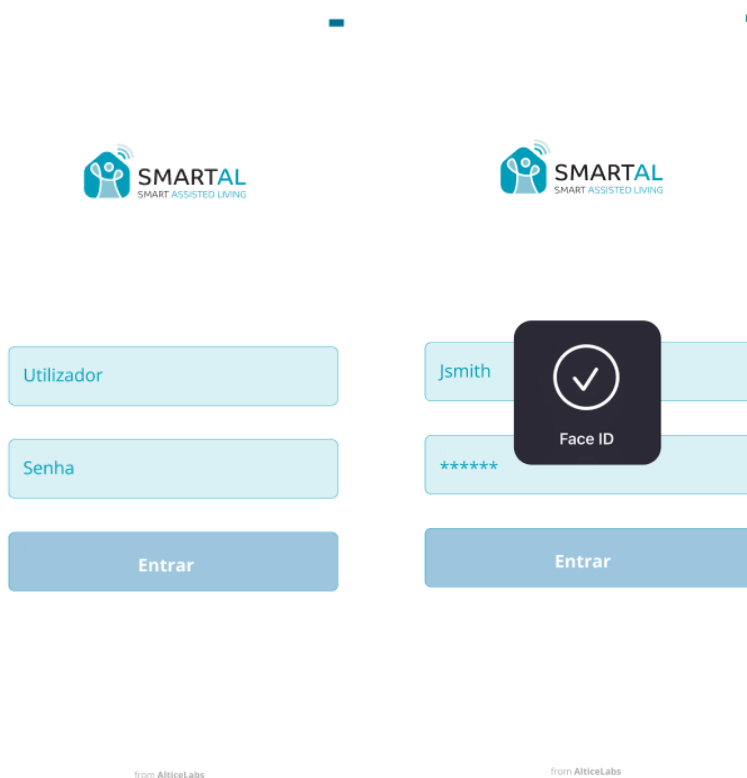 SMARTAL
SMART ASSISTED LIVING
Utilizador
Senha
Entrar
from AlticeLabs
SMARTAL
SMART ASSISTED LIVING
Jsmith
Face ID
******
Entrar
from AlticeLabs